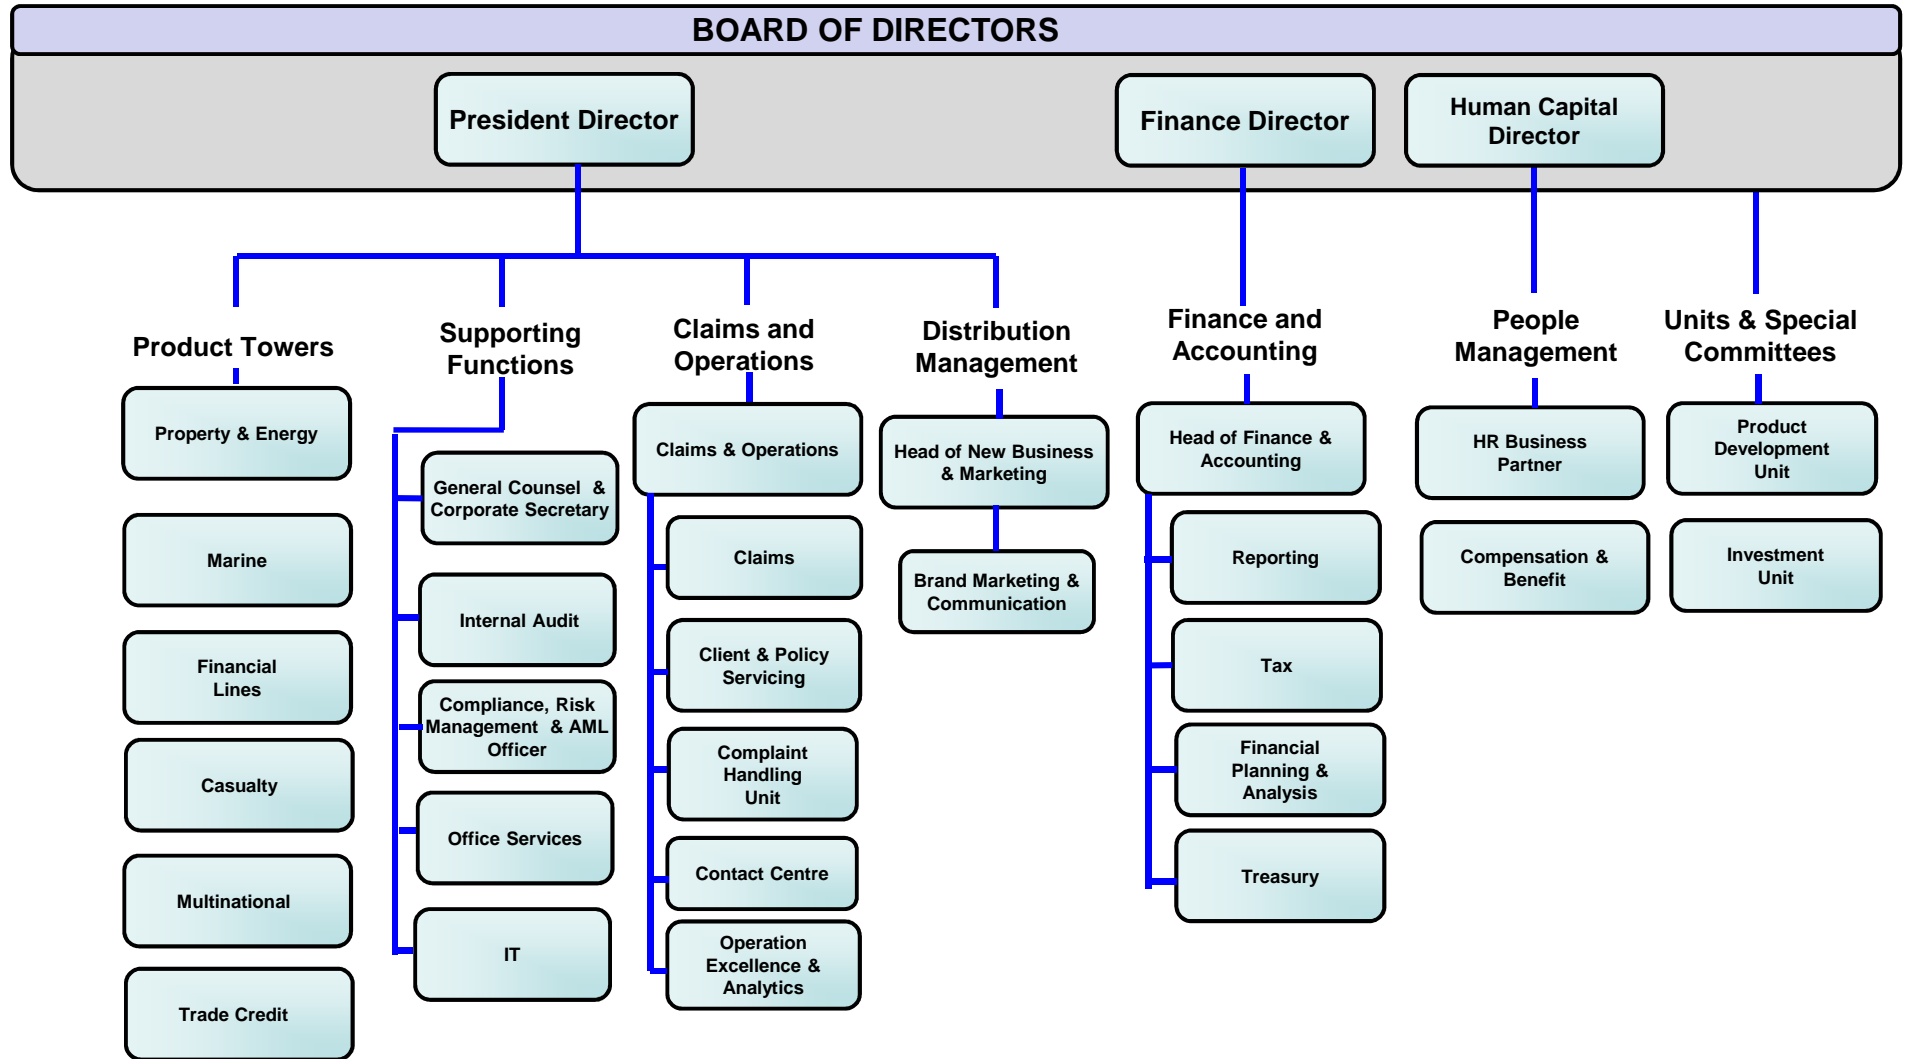 BOARD OF DIRECTORS
President Director
Finance Director
Human Capital
Director
Product Towers
Property & Energy
Marine
Financial
Lines
Casualty
Multinational
Trade Credit
Supporting
Functions
General Counsel &
Corporate Secretary
Internal Audit
Compliance, Risk
Management & AML
Officer
Office Services
IT
Claims and
Operations
Claims & Operations
Claims
Client & Policy
Servicing
Complaint
Handling
Unit
Contact Centre
Operation
Excellence &
Analytics
Distribution
Management
Head of New Business
& Marketing
Brand Marketing &
Communication
Finance and
Accounting
Head of Finance &
Accounting
Reporting
Tax
Financial
Planning &
Analysis
Treasury
People
Management
HR Business
Partner
Compensation &
Benefit
Units & Special
Committees
Product
Development
Unit
Investment
Unit